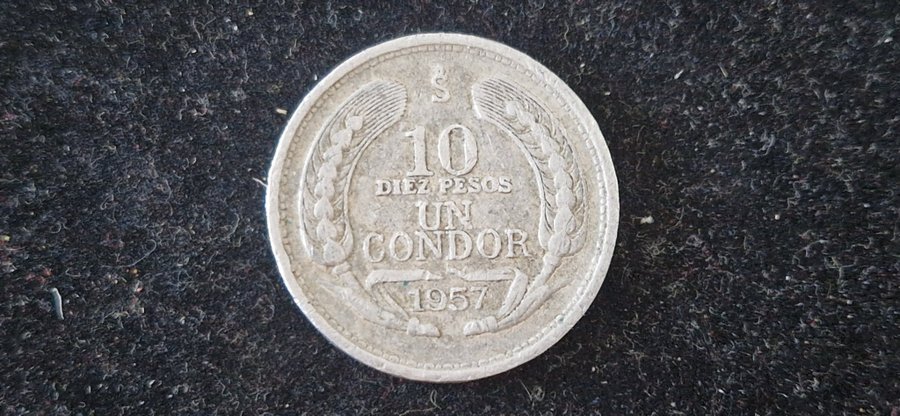 S
10
DIEZ PESOS
UN
CONDOR
1957